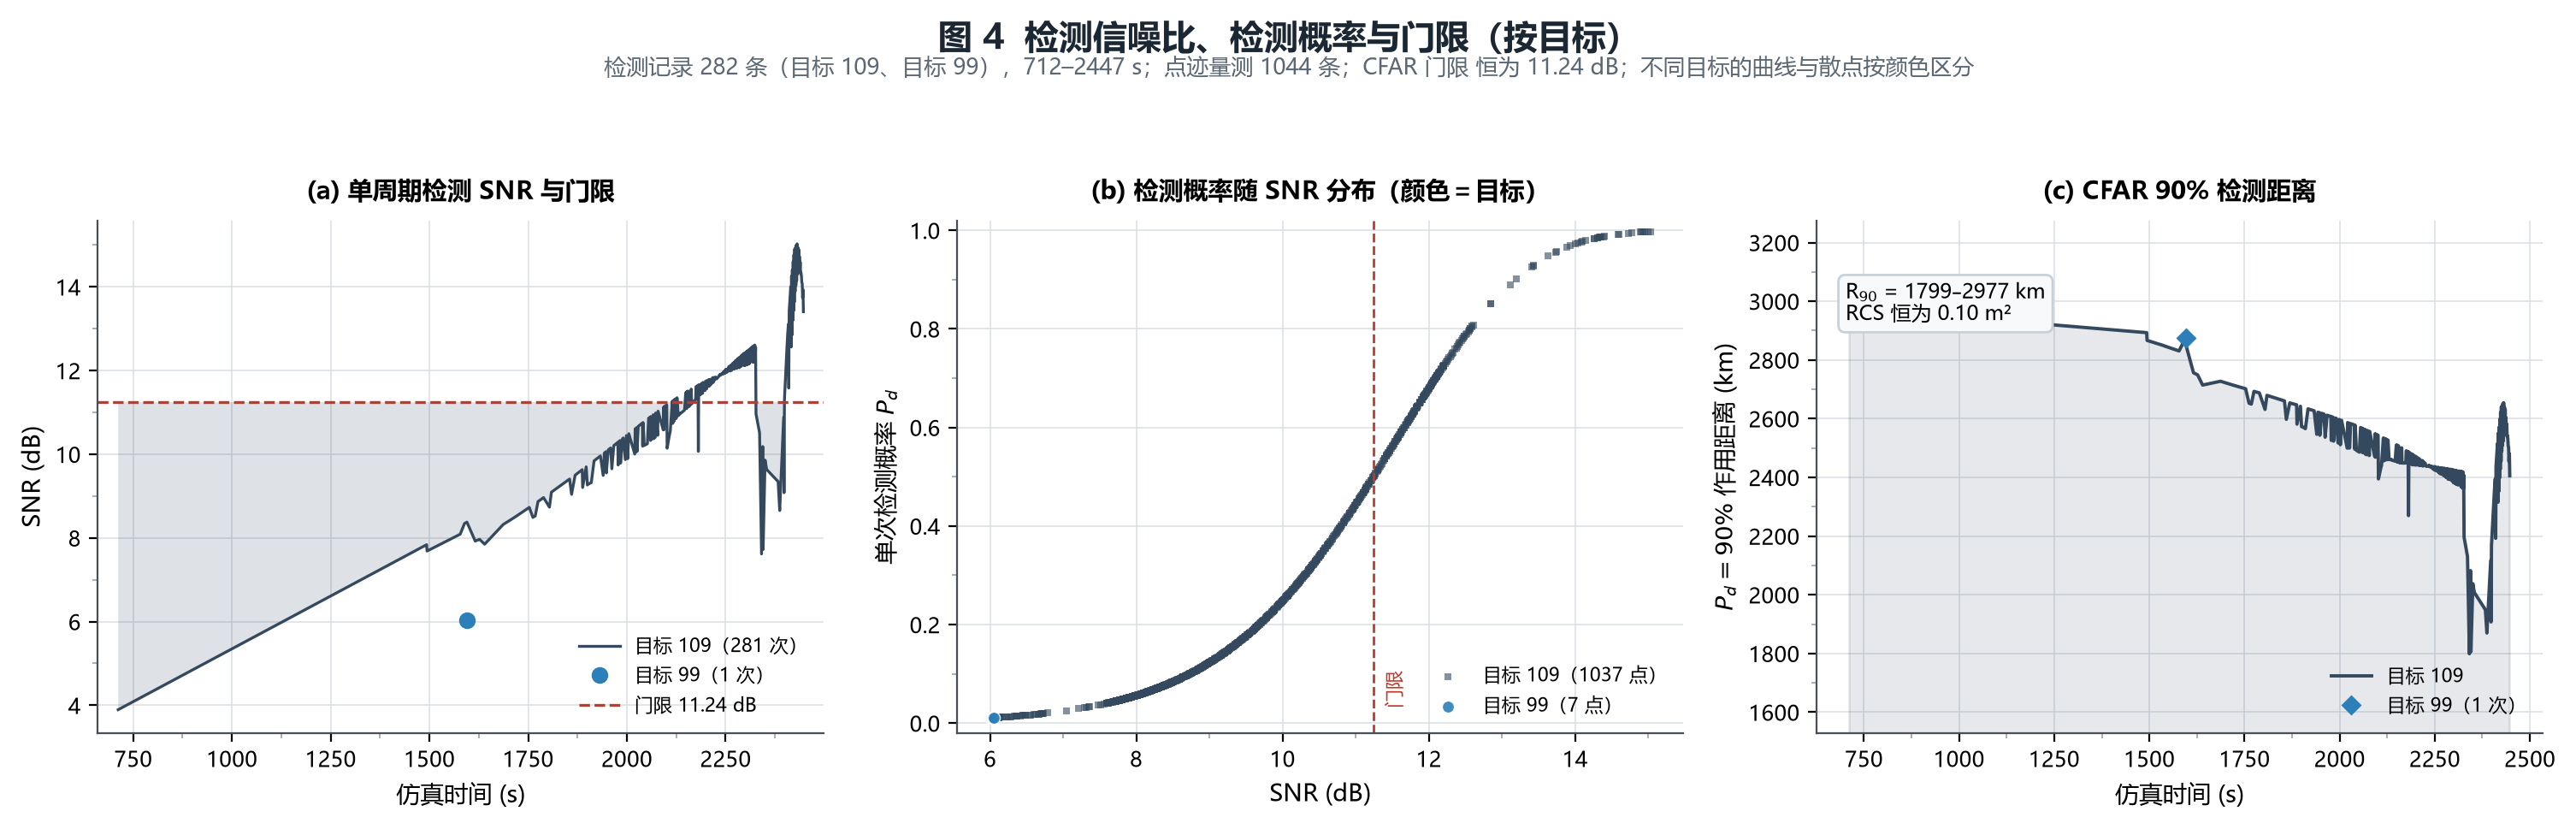 图 4 检测信噪比、检测概率与门限（按目标）
检测记录 282 条（目标 109、目标 99），712–2447 s；点迹量测 1044 条；CFAR 门限 恒为 11.24 dB；不同目标的曲线与散点按颜色区分
(a) 单周期检测 SNR 与门限
SNR (dB)
14
12
10
8
6
4
750 1000 1250 1500 1750 2000 2250
仿真时间 (s)
目标 109（281 次）
目标 99（1 次）
门限 11.24 dB
(b) 检测概率随 SNR 分布（颜色=目标）
单次检测概率 Pd
1.0
0.8
0.6
0.4
0.2
0.0
6 8 10 12 14
SNR (dB)
门限
目标 109（1037 点）
目标 99（7 点）
(c) CFAR 90% 检测距离
Pd = 90% 作用距离 (km)
3200
3000
2800
2600
2400
2200
2000
1800
1600
750 1000 1250 1500 1750 2000 2250 2500
仿真时间 (s)
R90 = 1799–2977 km
RCS 恒为 0.10 m²
目标 109
目标 99（1 次）